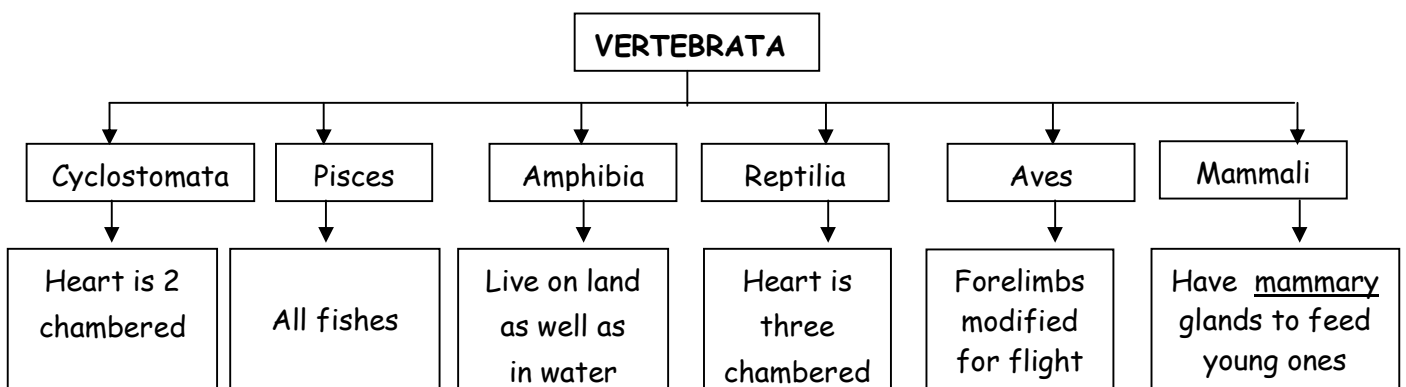 VERTEBRATA
Cyclostomata
Pisces
Amphibia
Reptilia
Aves
Mammali
Heart is 2
chambered
All fishes
Live on land
as well as
in water
Heart is
three
chambered
Forelimbs
modified
for flight
Have mammary
glands to feed
young ones